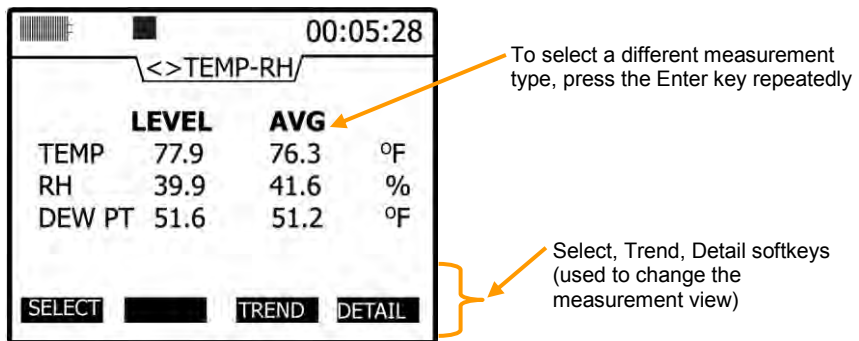 00:05:28
<>TEMP-RH
LEVEL AVG
TEMP 77.9 76.3 ºF
RH 39.9 41.6 %
DEW PT 51.6 51.2 ºF
SELECT TREND DETAIL
To select a different measurement
type, press the Enter key repeatedly
Select, Trend, Detail softkeys
(used to change the
measurement view)